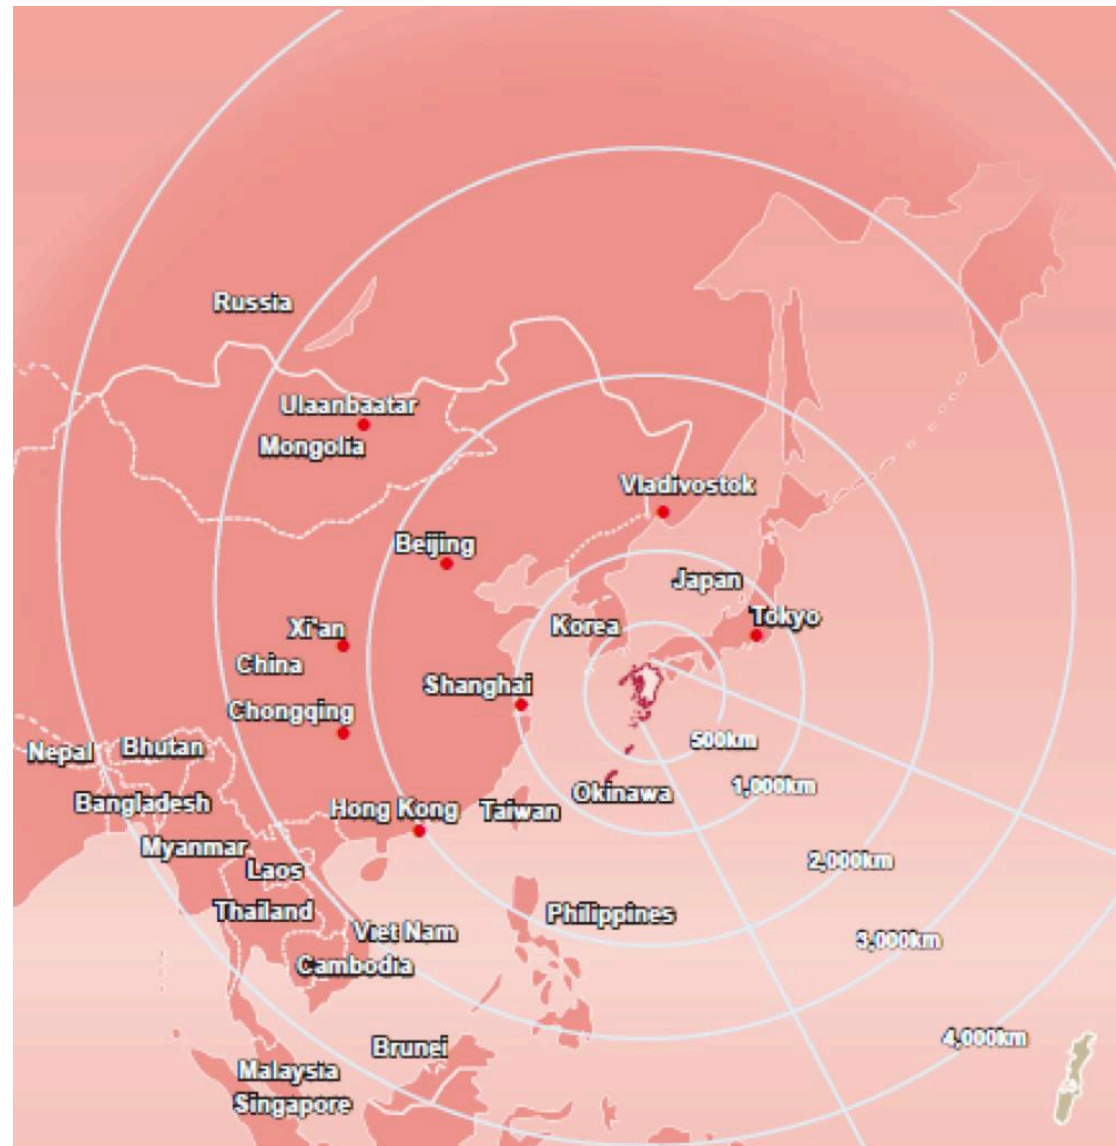 Russia
Ulaanbaatar
Mongolia
Vladivostok
Beijing
Japan
Tokyo
Korea
Xi'an
China
Shanghai
Chongqing
500km
Nepal
Bhutan
1,000km
Okinawa
Bangladesh
Hong Kong
Taiwan
Myanmar
2,000km
Laos
Thailand
Philippines
Viet Nam
3,000km
Cambodia
4,000km
Brunei
Malaysia
Singapore